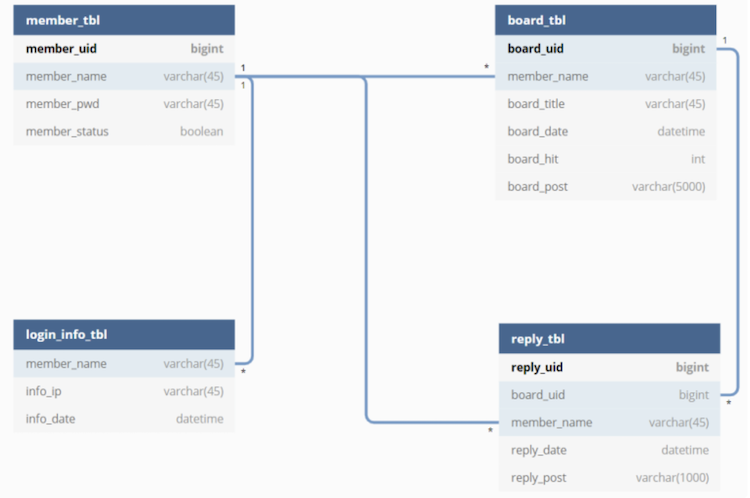 member_tbl
member_uid bigint
member_name varchar(45)
member_pwd varchar(45)
member_status boolean
1
1
*
board_tbl
board_uid bigint
member_name varchar(45)
board_title varchar(45)
board_date datetime
board_hit int
board_post varchar(5000)
1
login_info_tbl
member_name varchar(45)
info_ip varchar(45)
info_date datetime
*
reply_tbl
reply_uid bigint
board_uid bigint
member_name varchar(45)
reply_date datetime
reply_post varchar(1000)
*
*